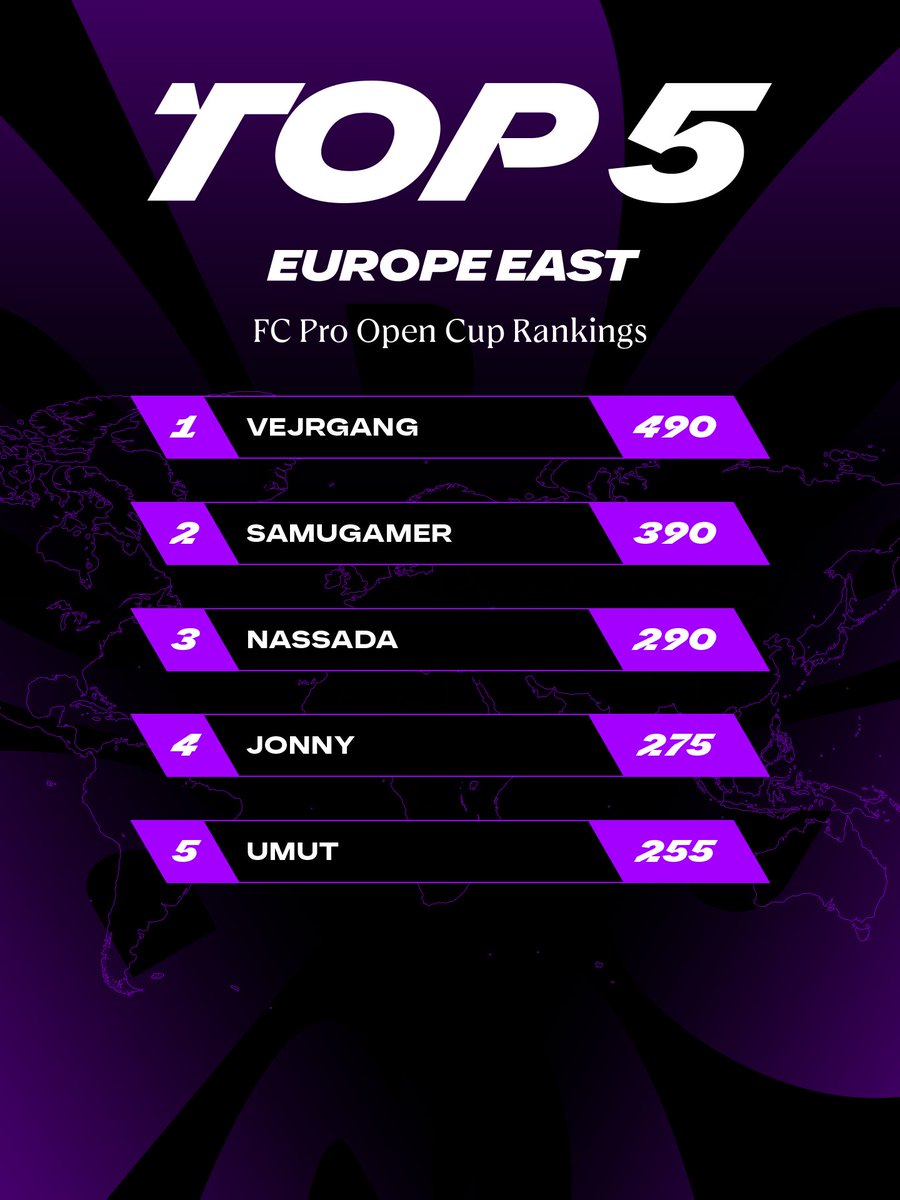 TOP 5
EUROPE EAST
FC Pro Open Cup Rankings
1 VEJRGANG 490
2 SAMUGAMER 390
3 NASSADA 290
4 JONNY 275
5 UMUT 255